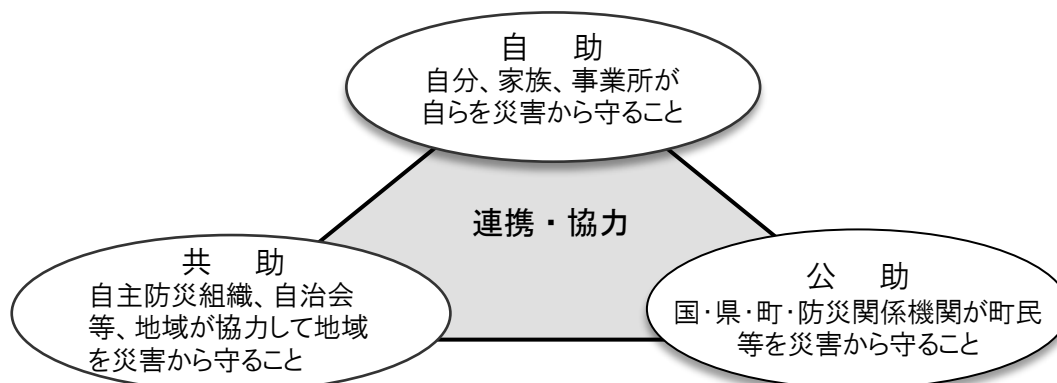 自　助
自分、家族、事業所が
自らを災害から守ること
連携・協力
共　助
自主防災組織、自治会
等、地域が協力して地域
を災害から守ること
公　助
国・県・町・防災関係機関が町民
等を災害から守ること